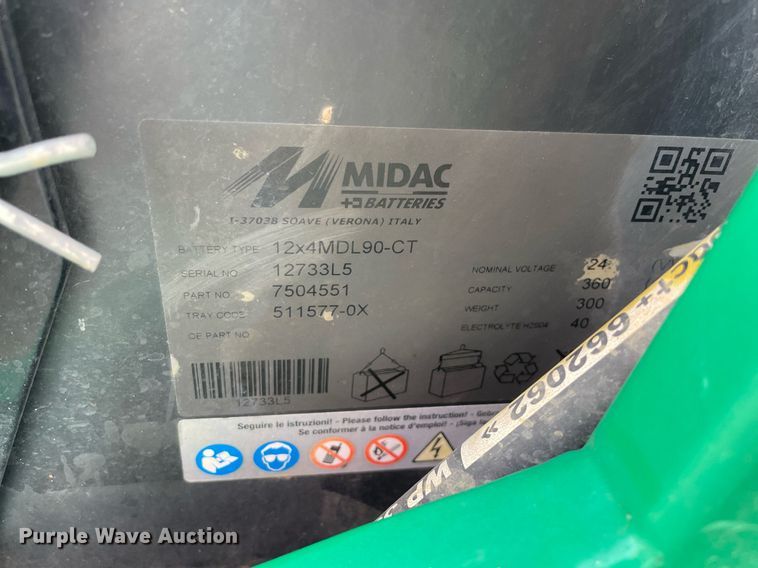 MIDAC
BATTERIES
I-37038 SOAVE (VERONA) ITALY
BATTERY TYPE 12x4MDL90-CT
SERIAL NO 12733L5
PART NO 7504551
TRAY CODE 511577-0X
OE PART NO
NOMINAL VOLTAGE 24
CAPACITY 360
WEIGHT 300
ELECTROLYTE H2SO4 40
12733L5
Seguire le istruzioni! - Please follow the instruction! -
Se conformer à la notice d'emploi! -
662062 »
Purple Wave Auction